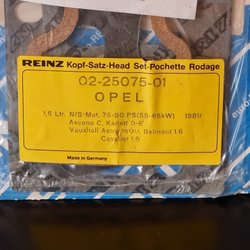 REINZ Kopf-Satz-Head Set-Pochette Rodage
02-25075-01
OPEL
1,6 Ltr. N/S-Mot. 75-90 PS(55-66kW) 1981/
Ascona C, Kadett D-E
Vauxhall Astra 1600, Belmont 1.6
Cavalier 1.6
Made in Germany